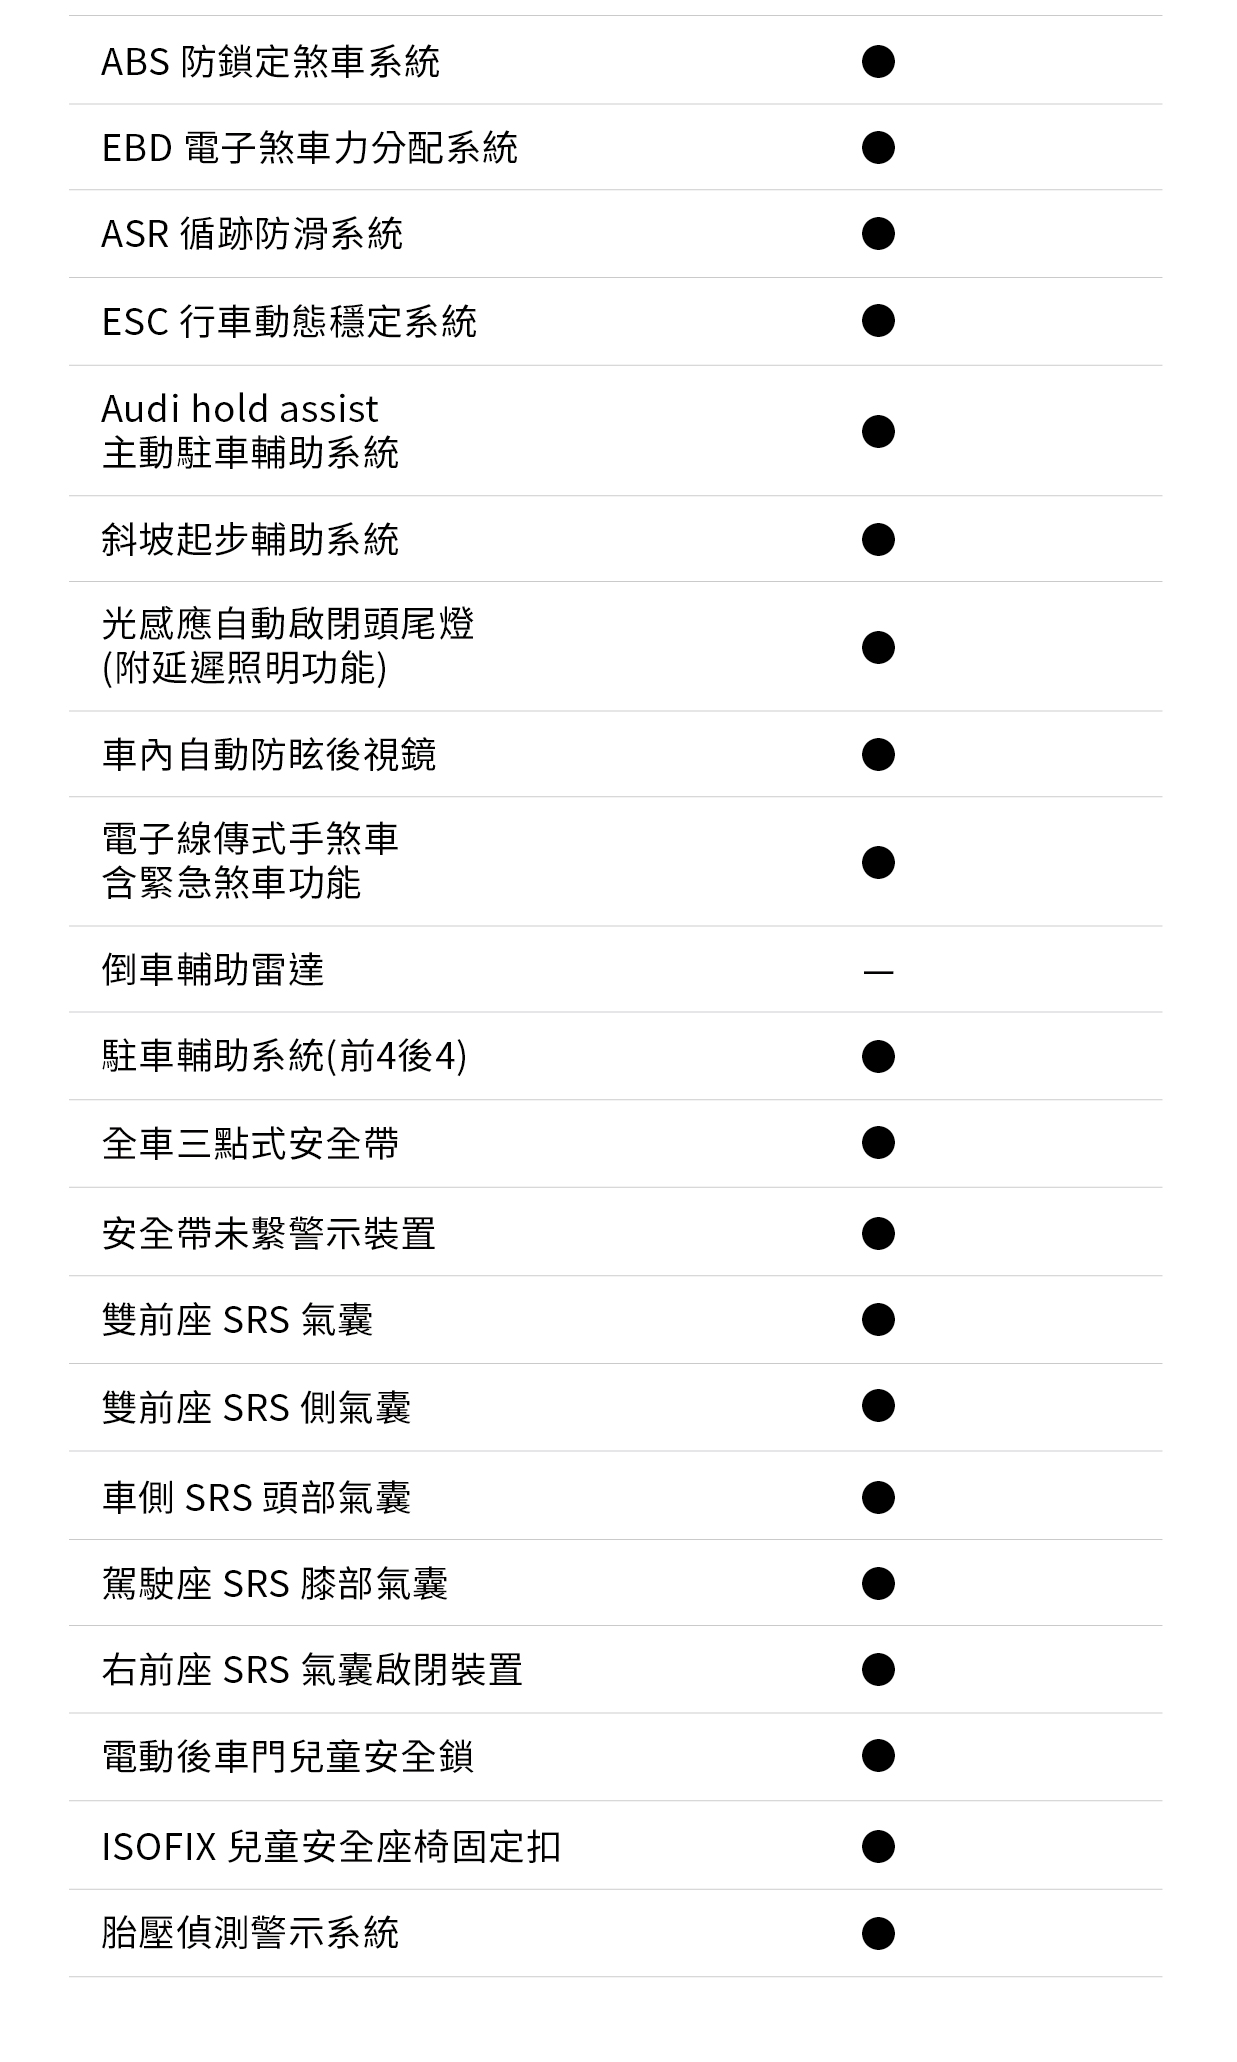 ABS 防鎖定煞車系統 ●
EBD 電子煞車力分配系統 ●
ASR 循跡防滑系統 ●
ESC 行車動態穩定系統 ●
Audi hold assist
主動駐車輔助系統 ●
斜坡起步輔助系統 ●
光感應自動啟閉頭尾燈
(附延遲照明功能) ●
車內自動防眩後視鏡 ●
電子線傳式手煞車
含緊急煞車功能 ●
倒車輔助雷達 —
駐車輔助系統(前4後4) ●
全車三點式安全帶 ●
安全帶未繫警示裝置 ●
雙前座 SRS 氣囊 ●
雙前座 SRS 側氣囊 ●
車側 SRS 頭部氣囊 ●
駕駛座 SRS 膝部氣囊 ●
右前座 SRS 氣囊啟閉裝置 ●
電動後車門兒童安全鎖 ●
ISOFIX 兒童安全座椅固定扣 ●
胎壓偵測警示系統 ●